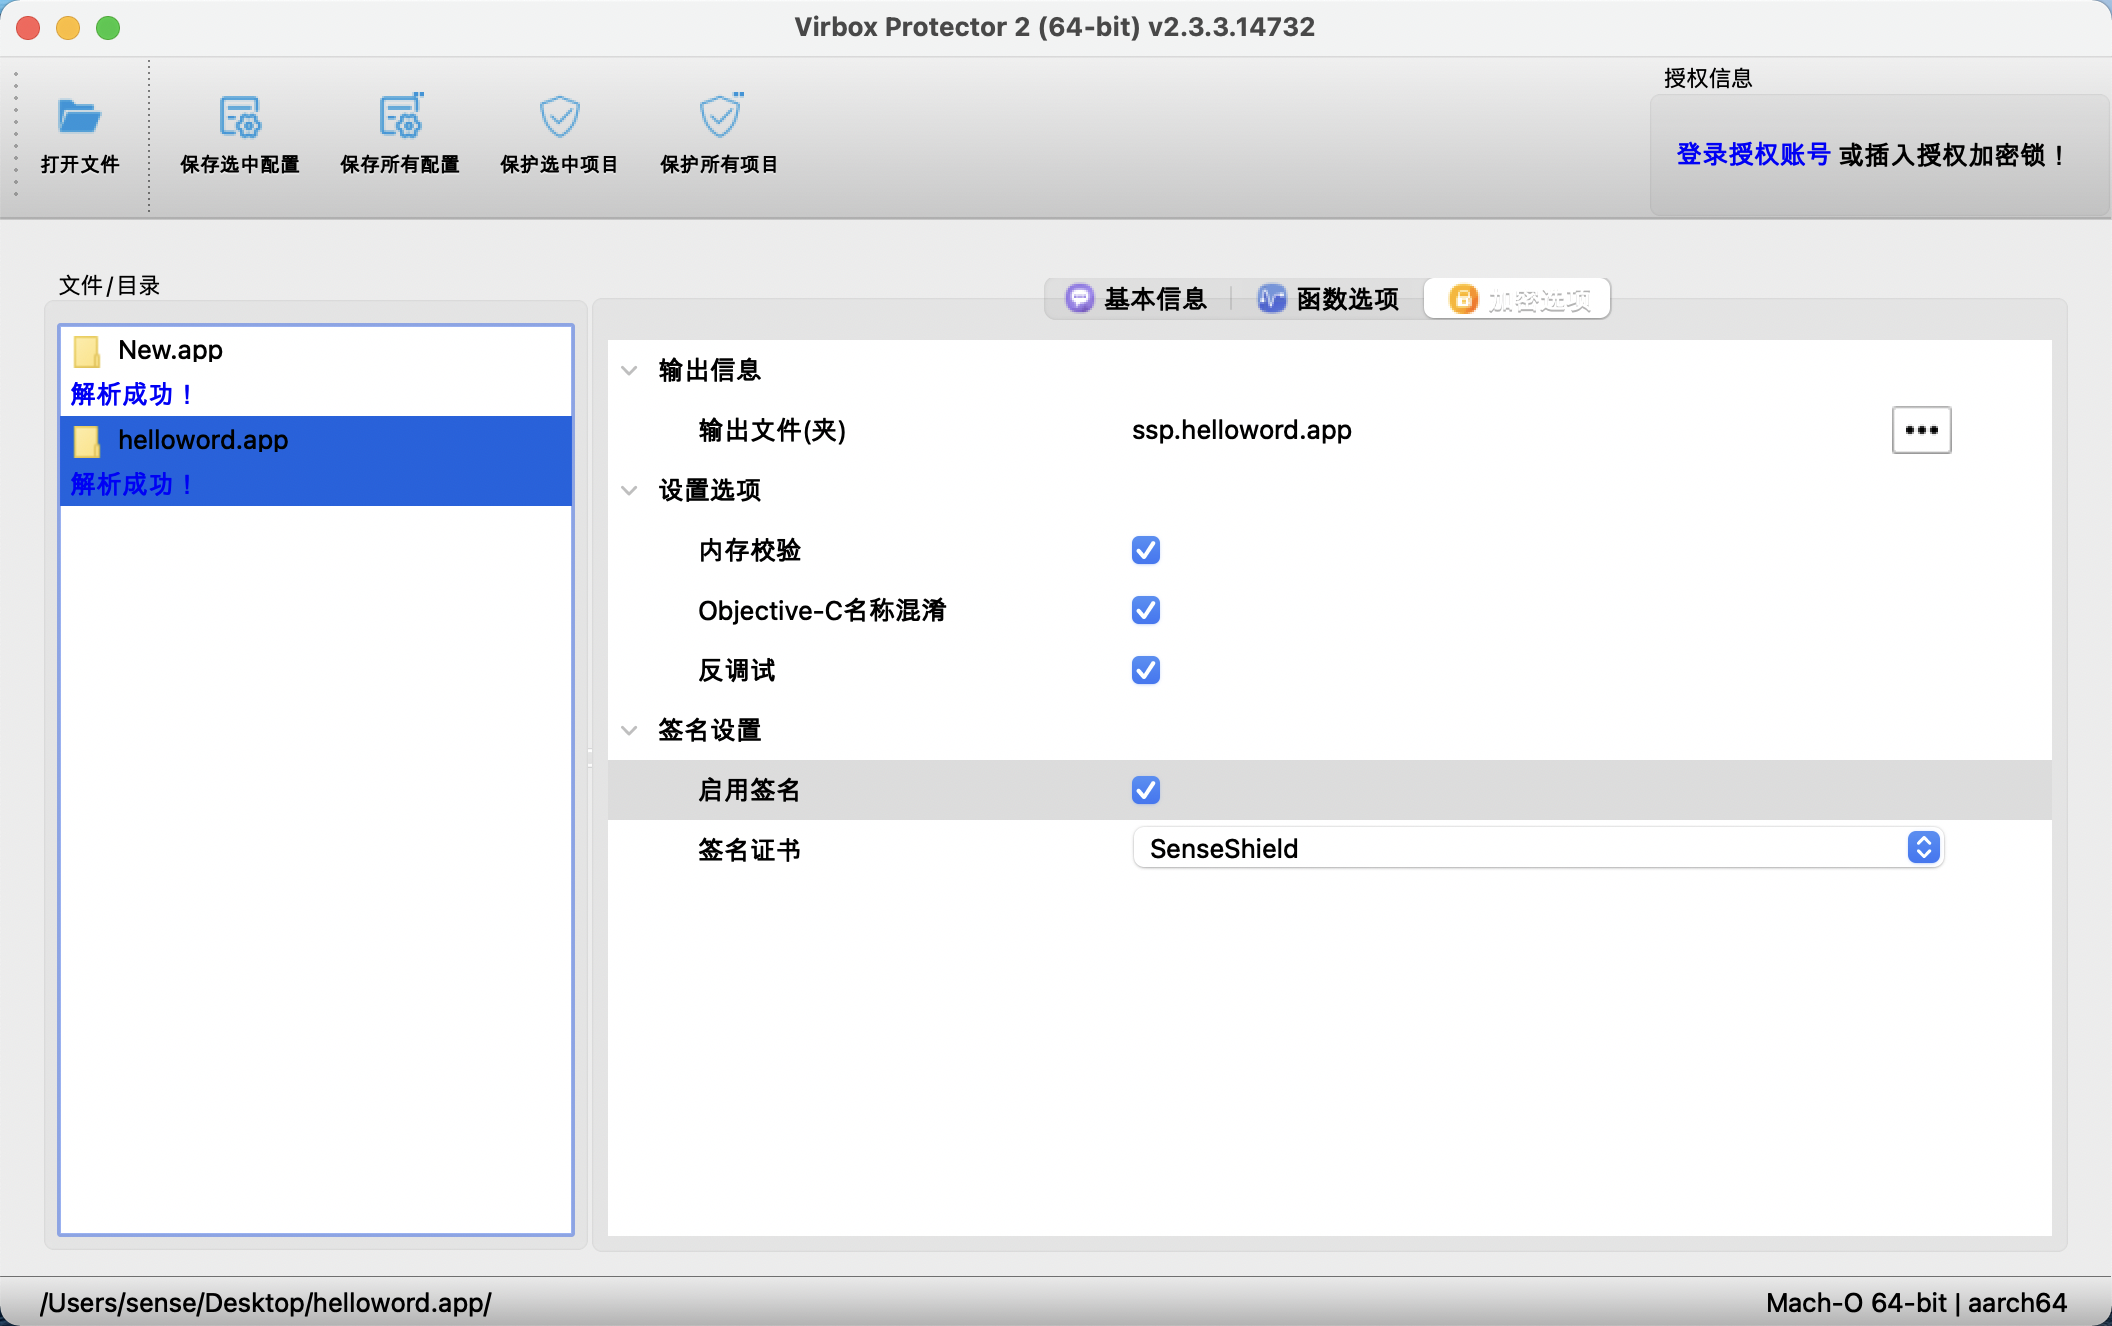 Virbox Protector 2 (64-bit) v2.3.3.14732
打开文件
保存选中配置
保存所有配置
保护选中项目
保护所有项目
授权信息
登录授权账号 或插入授权加密锁！
文件/目录
New.app
解析成功！
helloword.app
解析成功！
基本信息
函数选项
加密选项
输出信息
输出文件(夹) ssp.helloword.app
设置选项
内存校验
Objective-C名称混淆
反调试
签名设置
启用签名
签名证书 SenseShield
/Users/sense/Desktop/helloword.app/
Mach-O 64-bit | aarch64